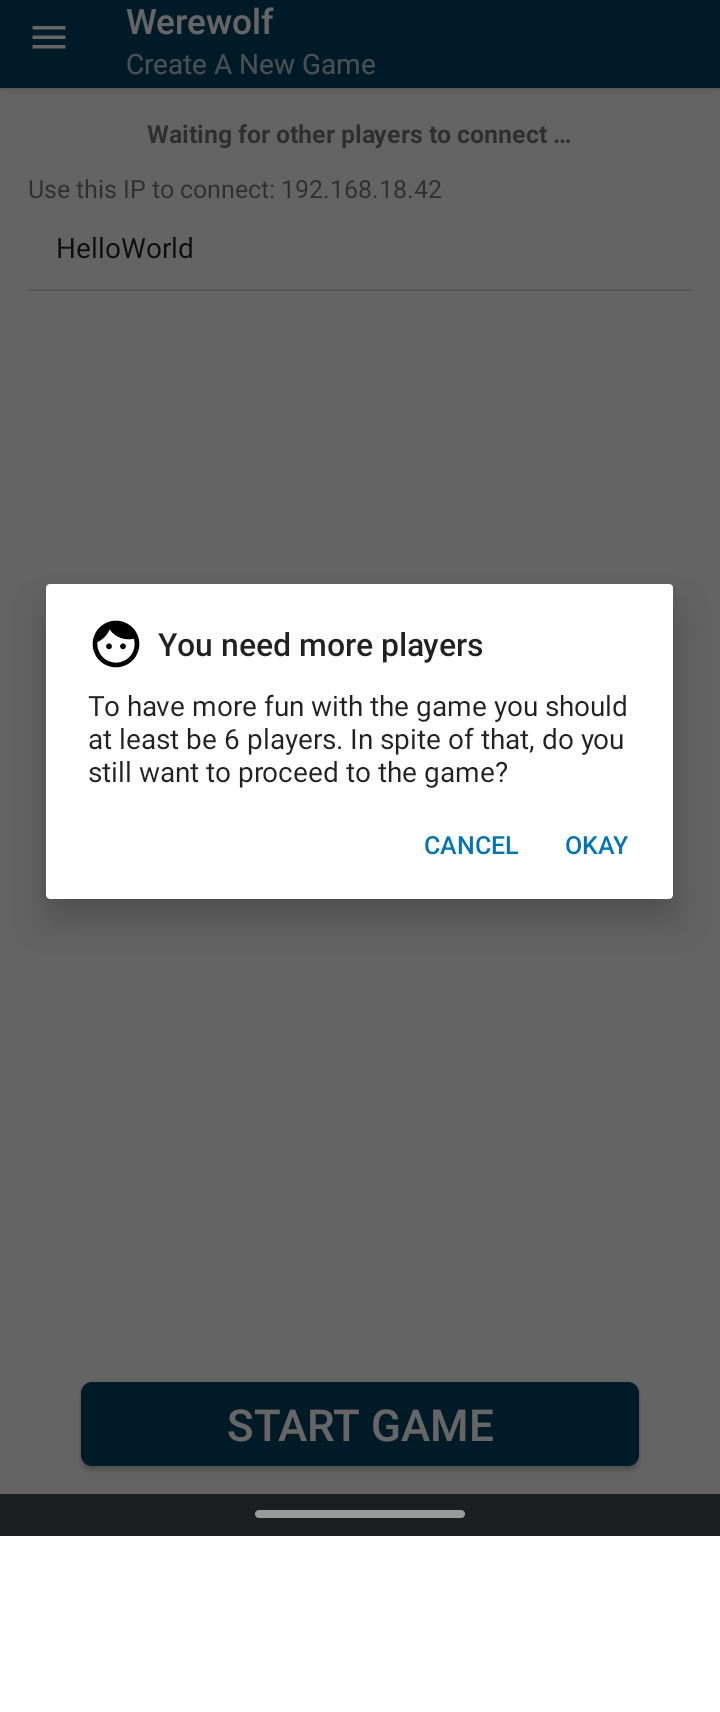 Werewolf
Create A New Game
Waiting for other players to connect ...
Use this IP to connect: 192.168.18.42
HelloWorld
You need more players
To have more fun with the game you should
at least be 6 players. In spite of that, do you
still want to proceed to the game?
CANCEL OKAY
START GAME